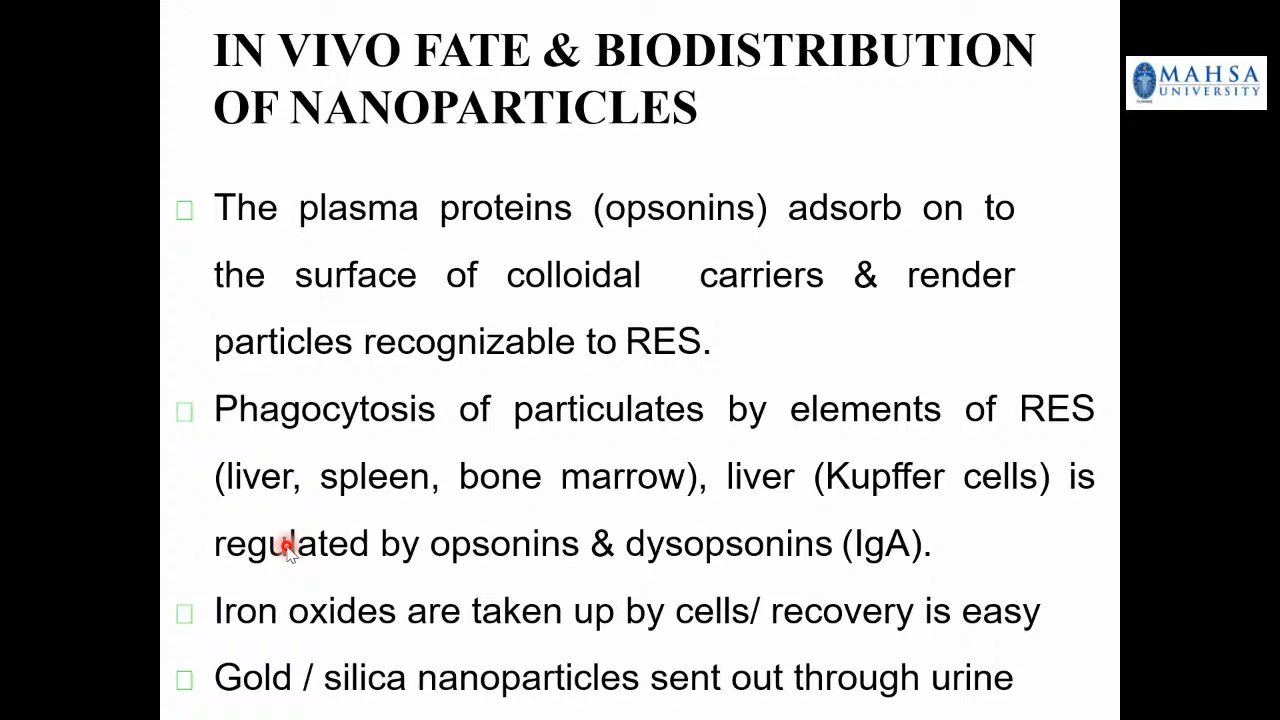 IN VIVO FATE & BIODISTRIBUTION
OF NANOPARTICLES
MAHSA
UNIVERSITY
The plasma proteins (opsonins) adsorb on to
the surface of colloidal carriers & render
particles recognizable to RES.
Phagocytosis of particulates by elements of RES
(liver, spleen, bone marrow), liver (Kupffer cells) is
regulated by opsonins & dysopsonins (IgA).
Iron oxides are taken up by cells/ recovery is easy
Gold / silica nanoparticles sent out through urine